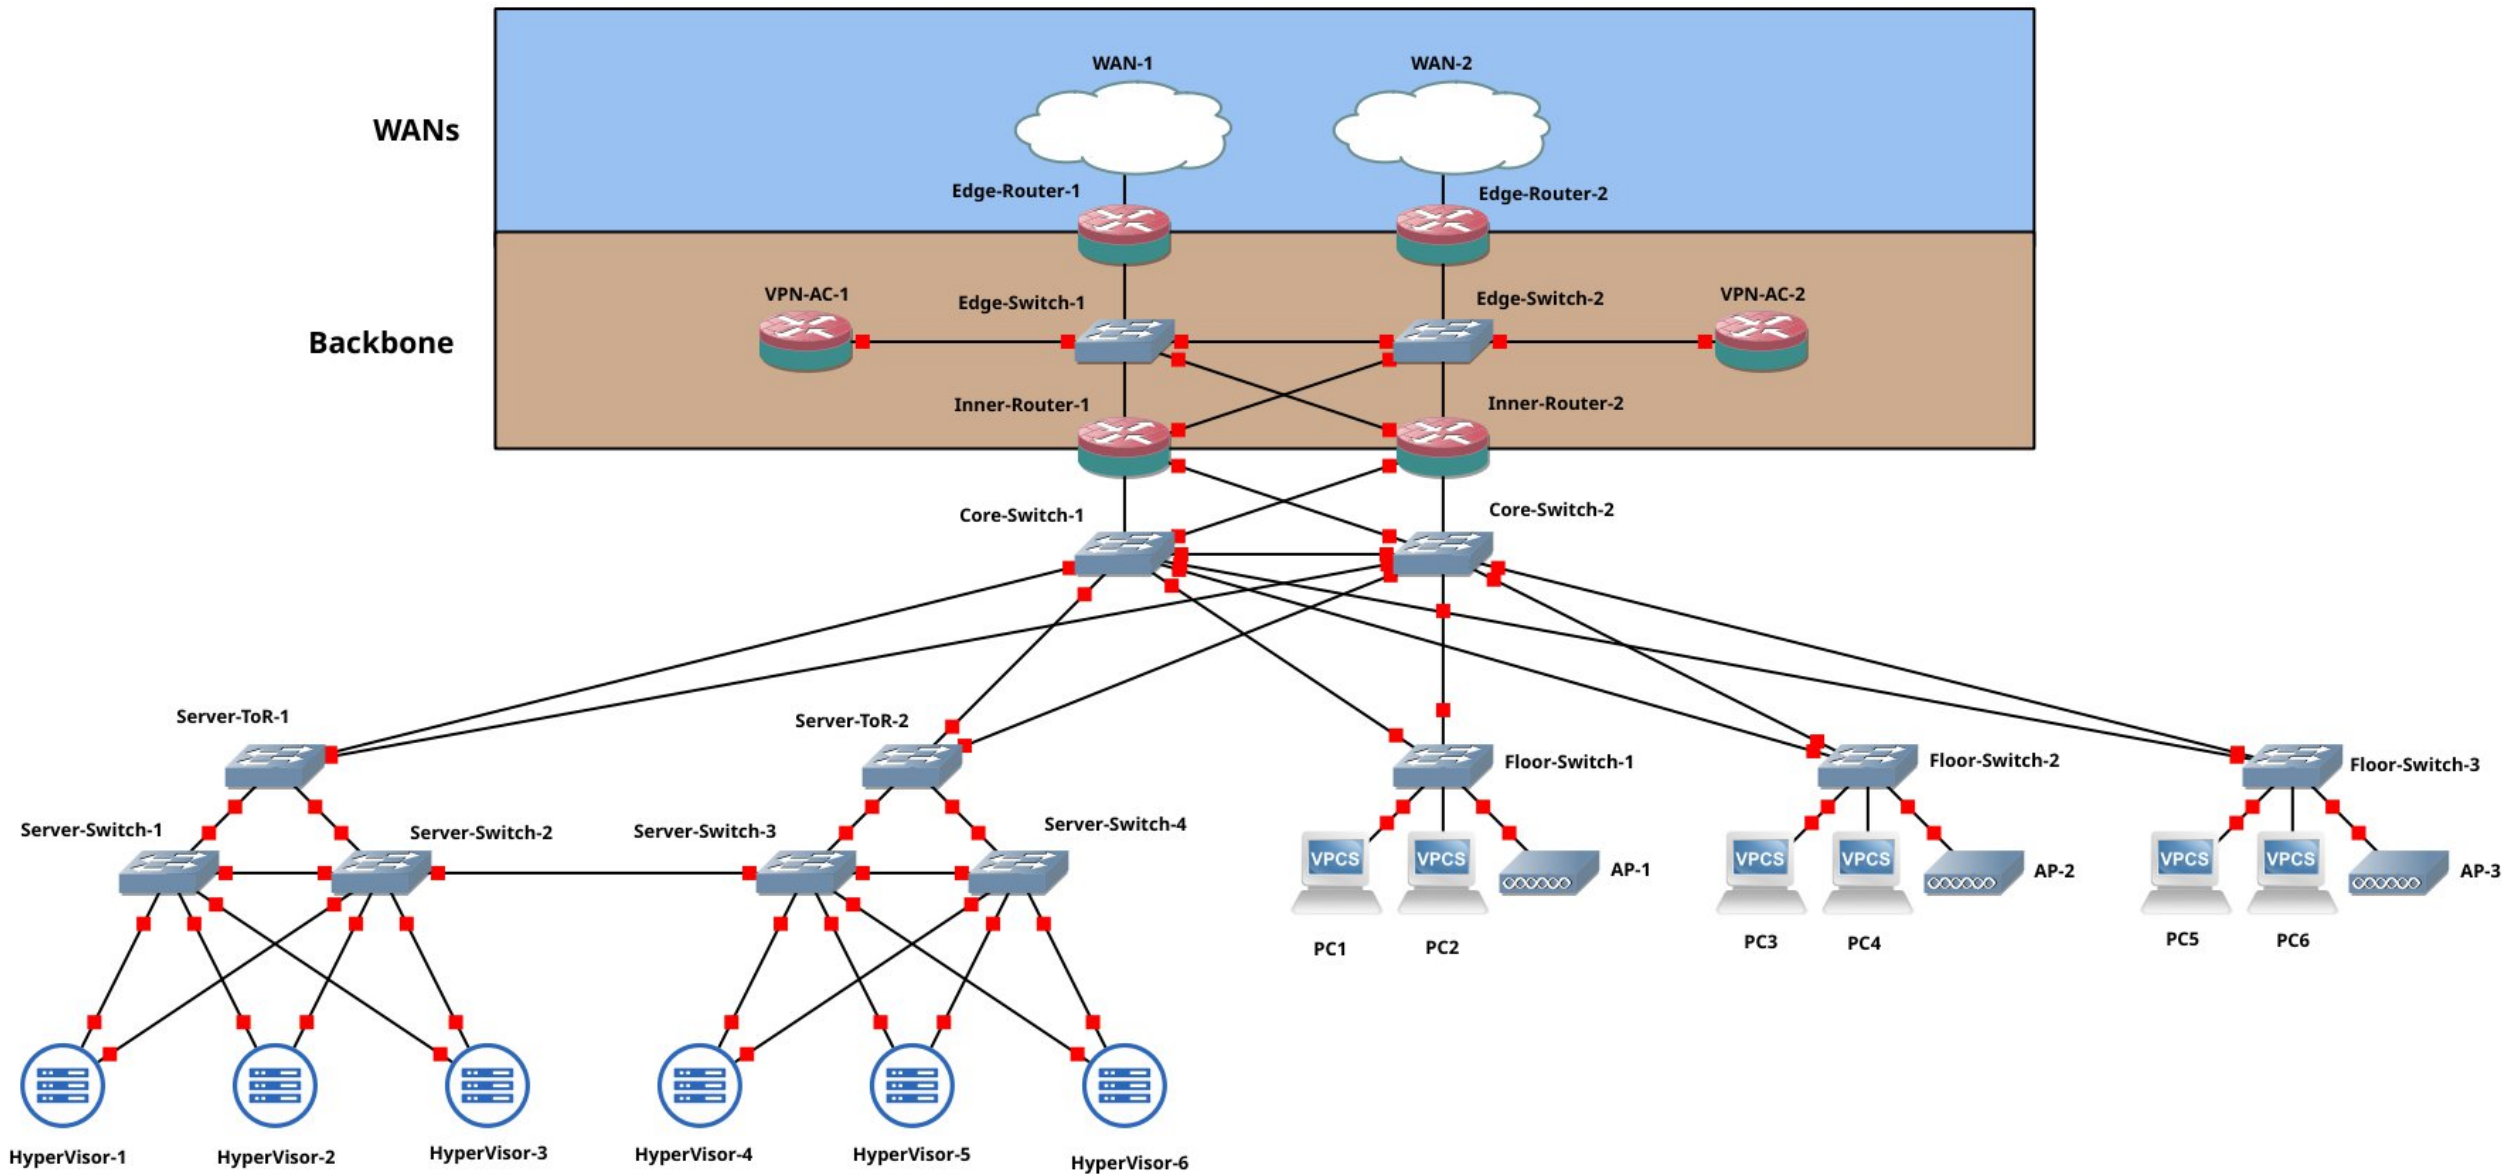 WAN-1
WAN-2
WANs
Edge-Router-1
Edge-Router-2
VPN-AC-1
Edge-Switch-1
Edge-Switch-2
VPN-AC-2
Backbone
Inner-Router-1
Inner-Router-2
Core-Switch-1
Core-Switch-2
Server-ToR-1
Server-ToR-2
Floor-Switch-1
Floor-Switch-2
Floor-Switch-3
Server-Switch-1
Server-Switch-2
Server-Switch-3
Server-Switch-4
VPCS
VPCS
AP-1
VPCS
VPCS
AP-2
VPCS
VPCS
AP-3
PC1
PC2
PC3
PC4
PC5
PC6
HyperVisor-1
HyperVisor-2
HyperVisor-3
HyperVisor-4
HyperVisor-5
HyperVisor-6